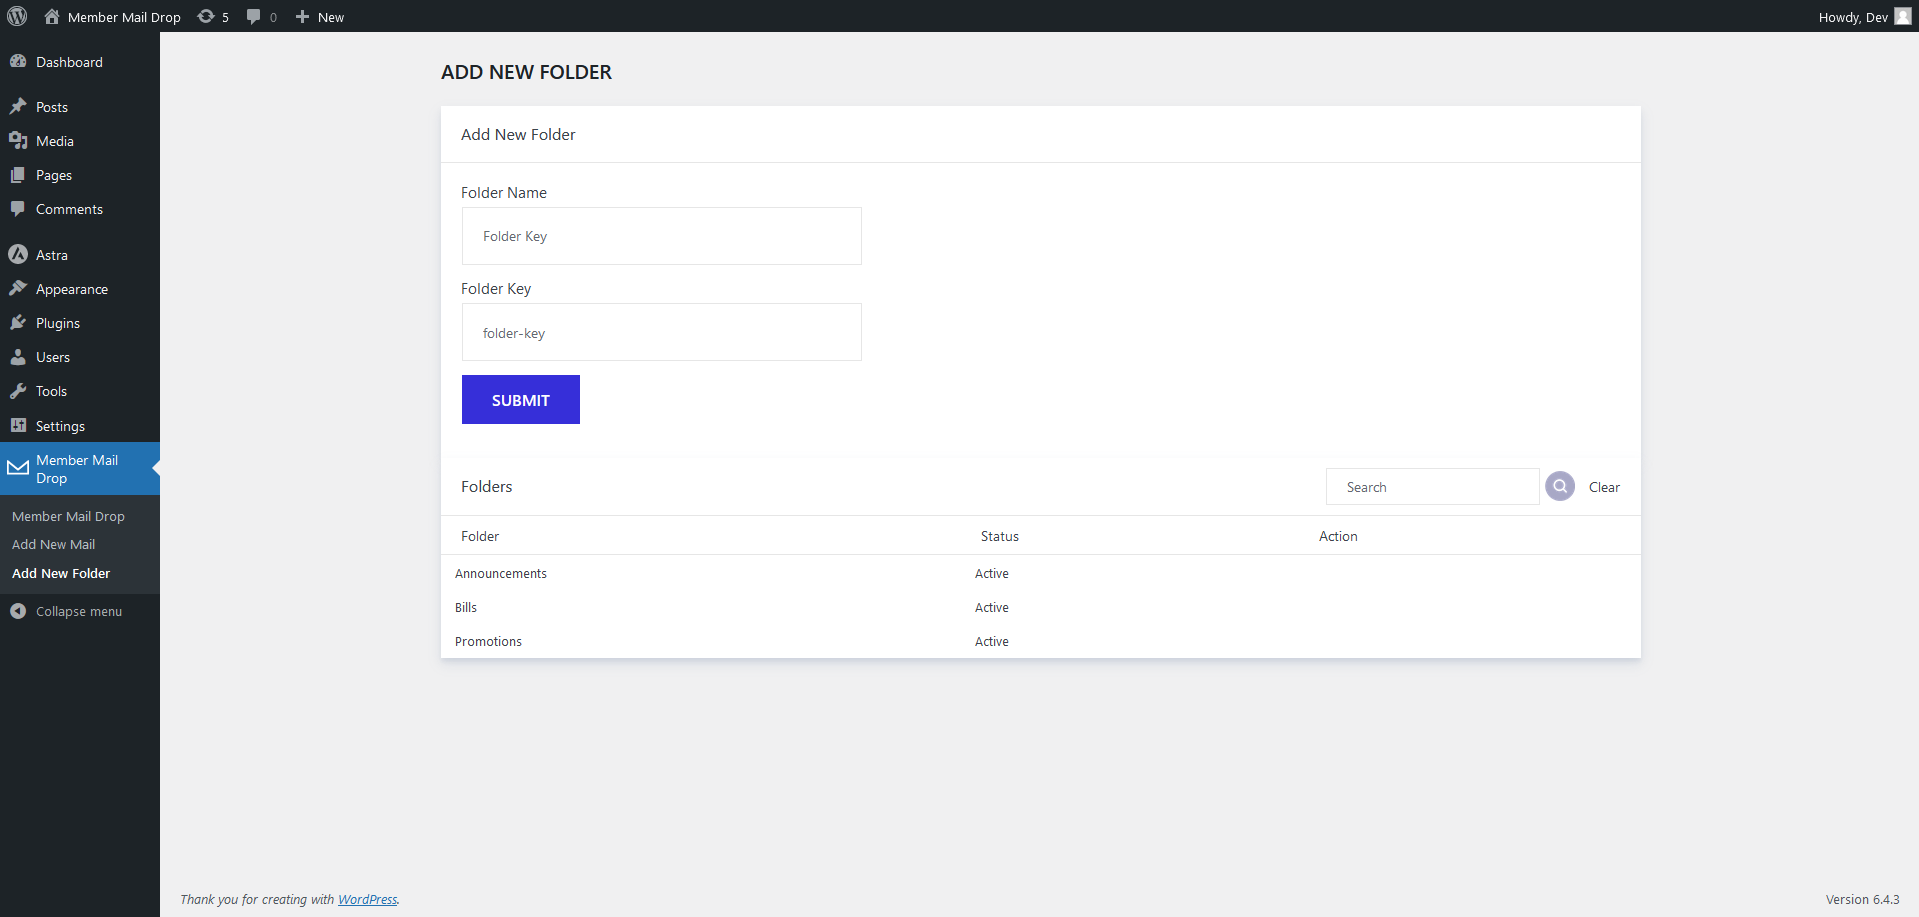 Member Mail Drop 5 0 New Howdy, Dev
Dashboard
Posts
Media
Pages
Comments
Astra
Appearance
Plugins
Users
Tools
Settings
Member Mail
Drop
Member Mail Drop
Add New Mail
Add New Folder
Collapse menu
ADD NEW FOLDER
Add New Folder
Folder Name
Folder Key
Folder Key
folder-key
SUBMIT
Folders Search Clear
Folder Status Action
Announcements Active
Bills Active
Promotions Active
Thank you for creating with WordPress. Version 6.4.3